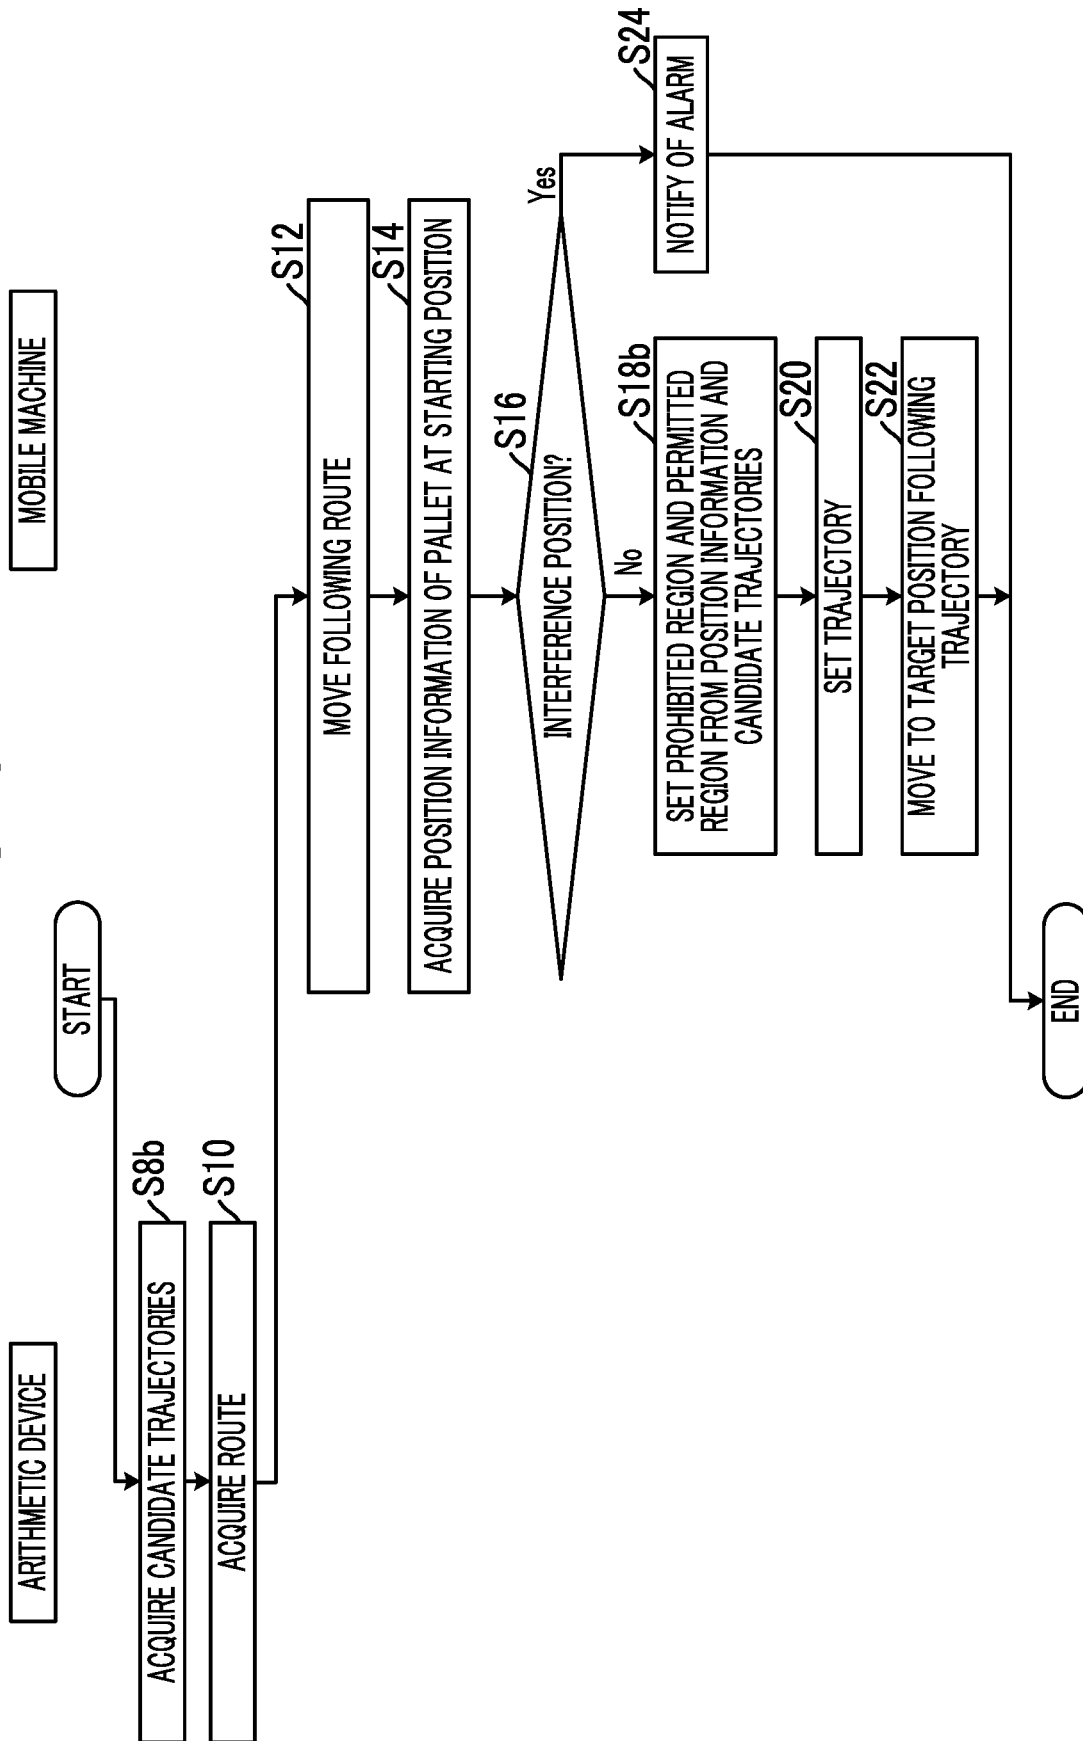 ARITHMETIC DEVICE
MOBILE MACHINE
START
S8b
ACQUIRE CANDIDATE TRAJECTORIES
S10
ACQUIRE ROUTE
S12
MOVE FOLLOWING ROUTE
S14
ACQUIRE POSITION INFORMATION OF PALLET AT STARTING POSITION
S16
INTERFERENCE POSITION?
Yes
No
S24
NOTIFY OF ALARM
S18b
SET PROHIBITED REGION AND PERMITTED
REGION FROM POSITION INFORMATION AND
CANDIDATE TRAJECTORIES
S20
SET TRAJECTORY
S22
MOVE TO TARGET POSITION FOLLOWING
TRAJECTORY
END